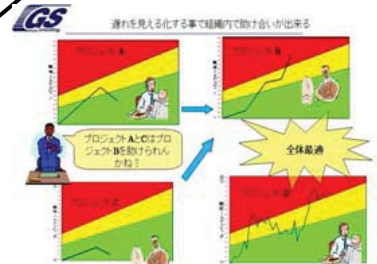 GS
遅れを見える化する事で組織内で助け合いが出来る
プロジェクトA
プロジェクトB
プロジェクトAとCはプロ
ジェクトBを助けられん
かね？
全体最適
プロジェクトC